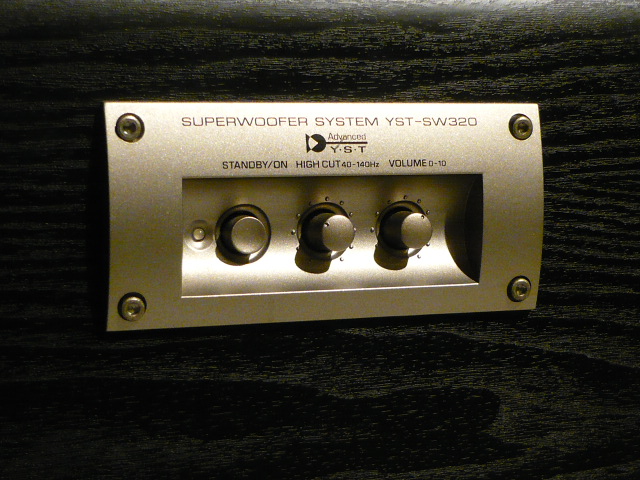 SUPERWOOFER SYSTEM YST-SW320
Advanced
Y·S·T
STANDBY/ON HIGH CUT 40-140Hz VOLUME 0-10